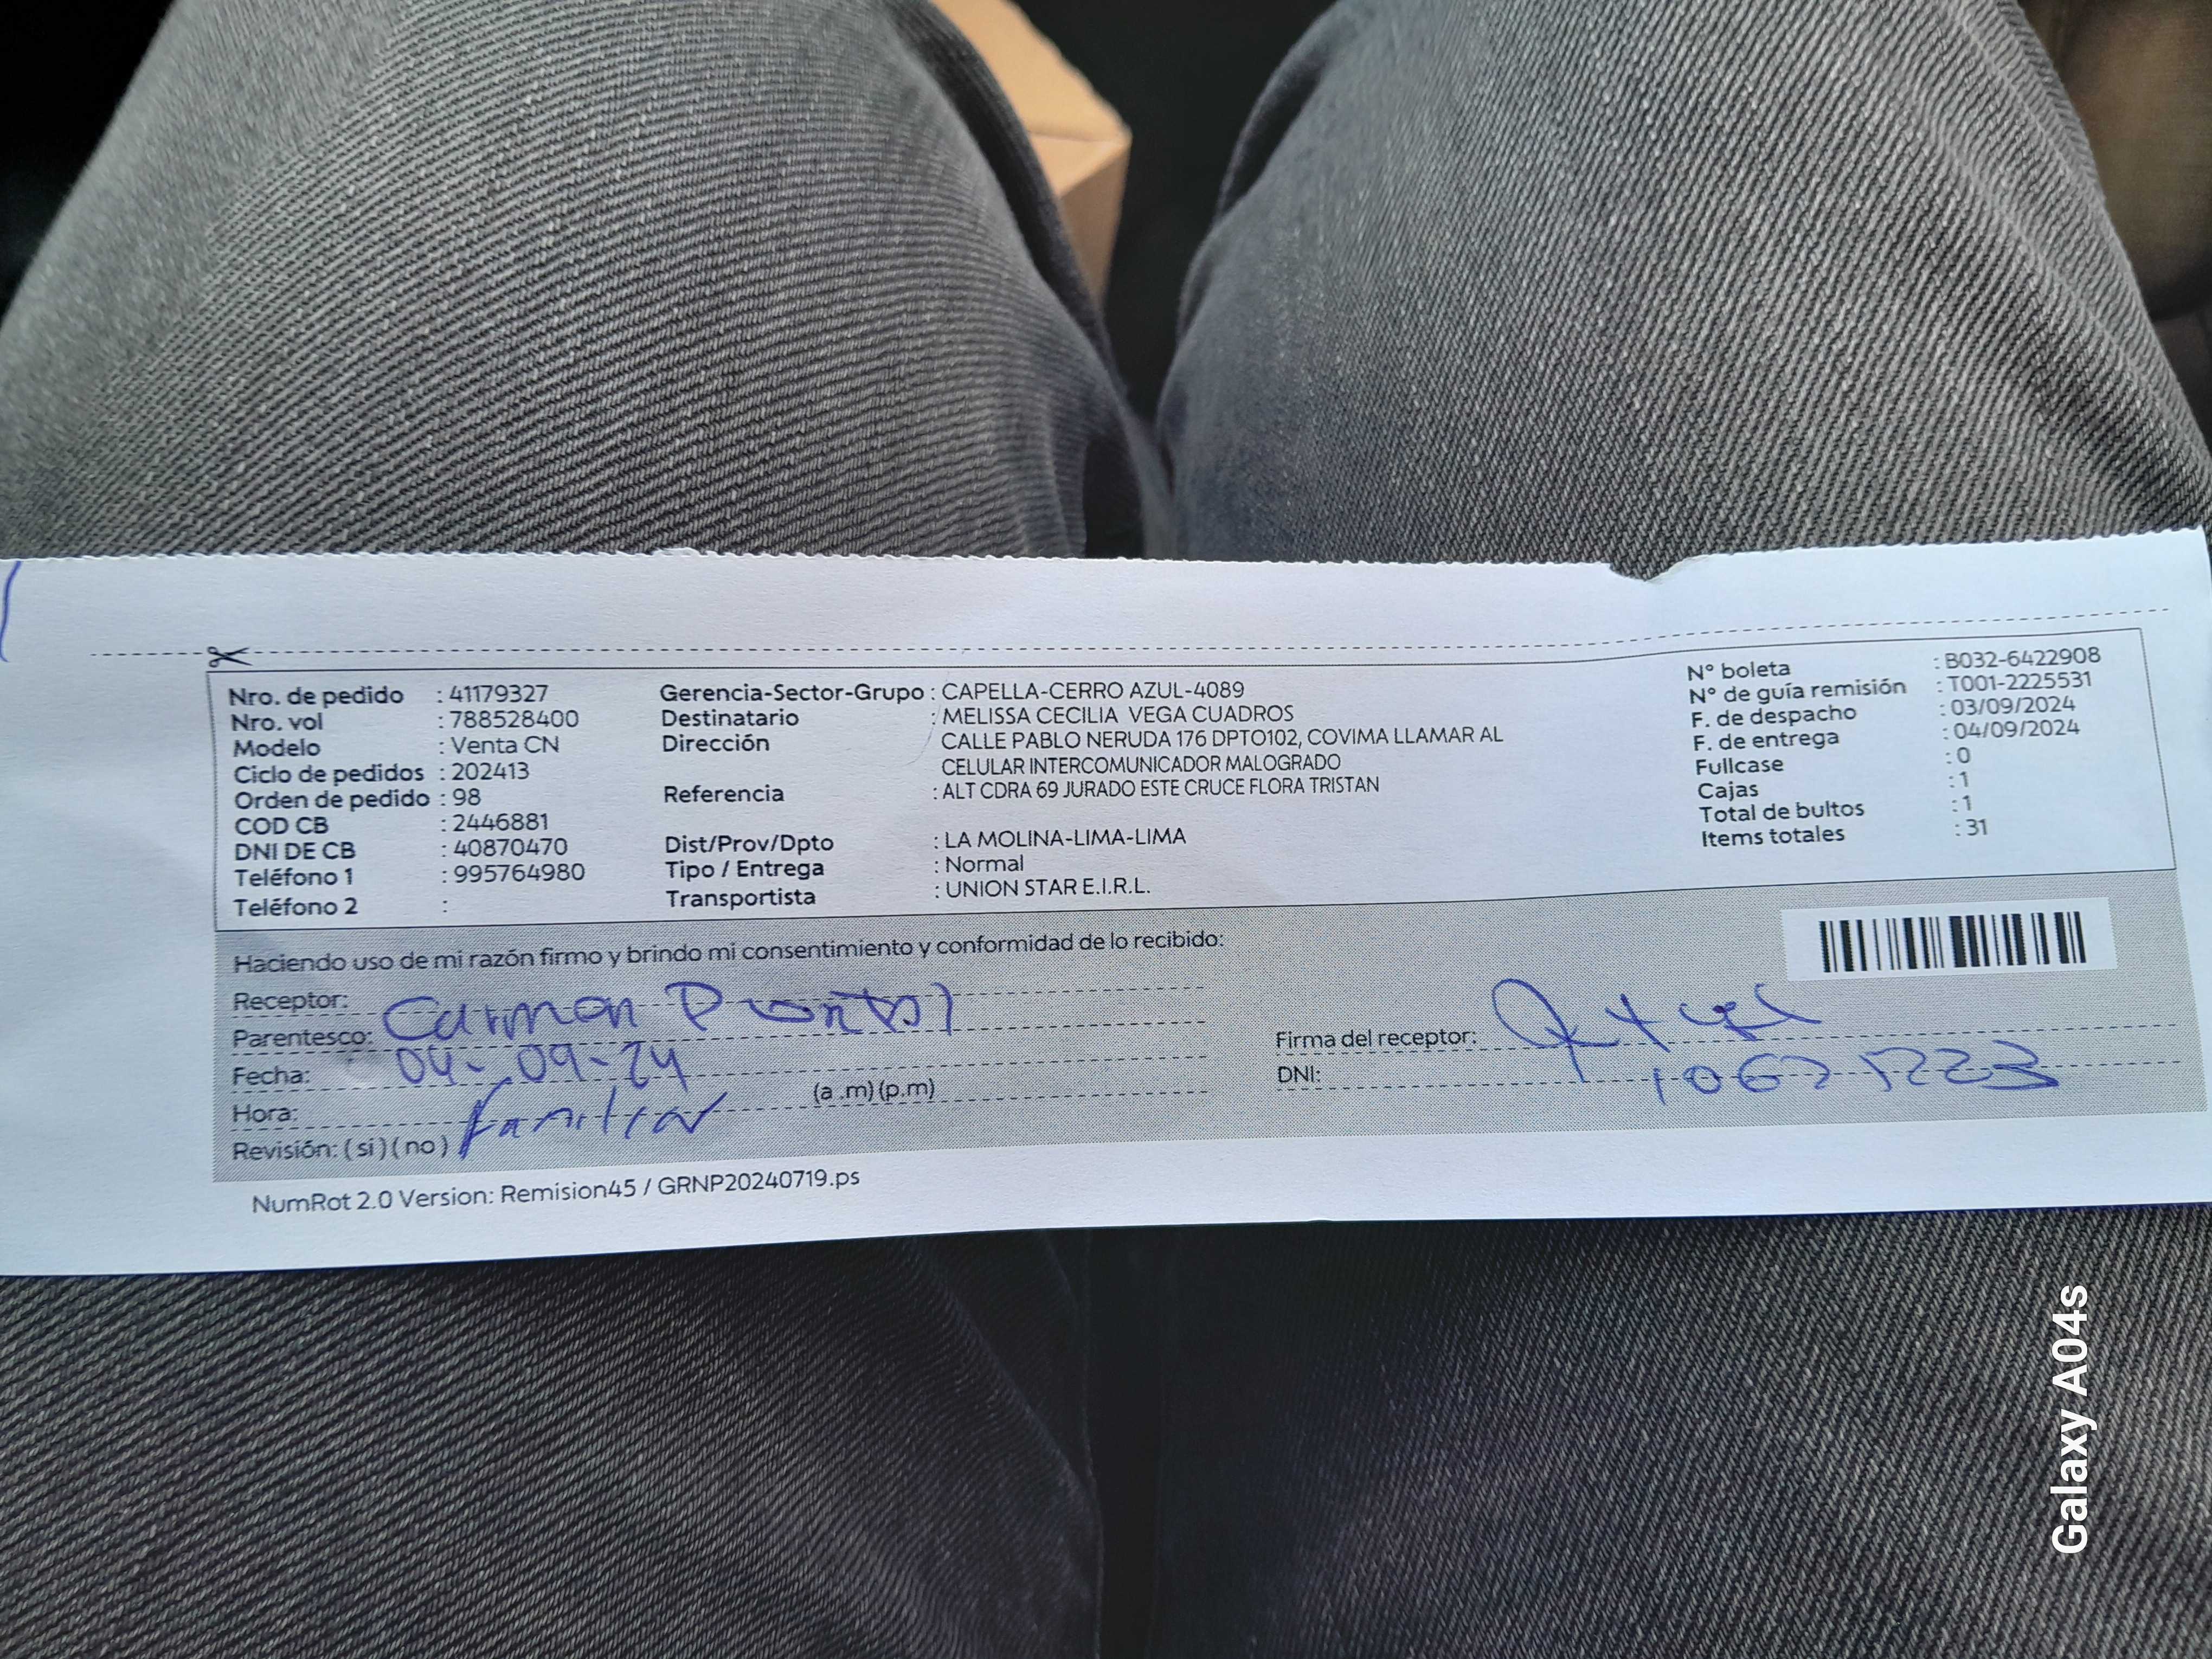 Nro. de pedido : 41179327
Nro. vol : 788528400
Modelo : Venta CN
Ciclo de pedidos : 202413
Orden de pedido : 98
COD CB : 2446881
DNI DE CB : 40870470
Teléfono 1 : 995764980
Teléfono 2 :
Gerencia-Sector-Grupo : CAPELLA-CERRO AZUL-4089
Destinatario : MELISSA CECILIA VEGA CUADROS
Dirección CALLE PABLO NERUDA 176 DPTO102, COVIMA LLAMAR AL
CELULAR INTERCOMUNICADOR MALOGRADO
Referencia : ALT CDRA 69 JURADO ESTE CRUCE FLORA TRISTAN
Dist/Prov/Dpto : LA MOLINA-LIMA-LIMA
Tipo / Entrega : Normal
Transportista : UNION STAR E.I.R.L.
N° boleta : B032-6422908
N° de guía remisión : T001-2225531
F. de despacho : 03/09/2024
F. de entrega : 04/09/2024
Fullcase : 0
Cajas : 1
Total de bultos : 1
Items totales : 31
Haciendo uso de mi razón firmo y brindo mi consentimiento y conformidad de lo recibido:
Receptor: Carmen
Parentesco:
Fecha: 04-09-24
Hora: (a .m) (p.m)
Revisión: ( si ) ( no ) familiar
Firma del receptor:
DNI:
NumRot 2.0 Version: Remision45 / GRNP20240719.ps
Galaxy A04s